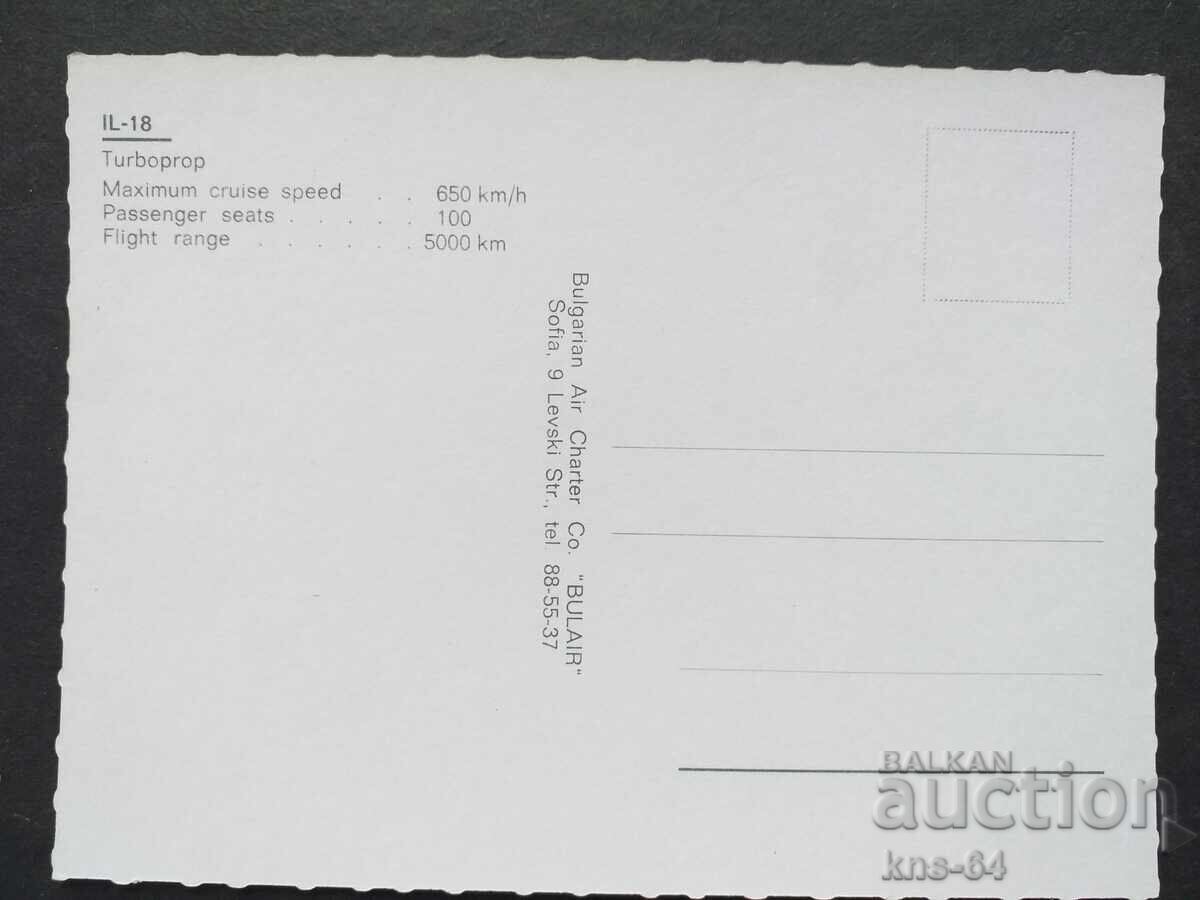 IL-18
Turboprop
Maximum cruise speed . . 650 km/h
Passenger seats . . . . . 100
Flight range . . . . . . 5000 km
Bulgarian Air Charter Co. "BULAIR"
Sofia, 9 Levski Str., tel. 88-55-37
BALKAN
auction
kns-64